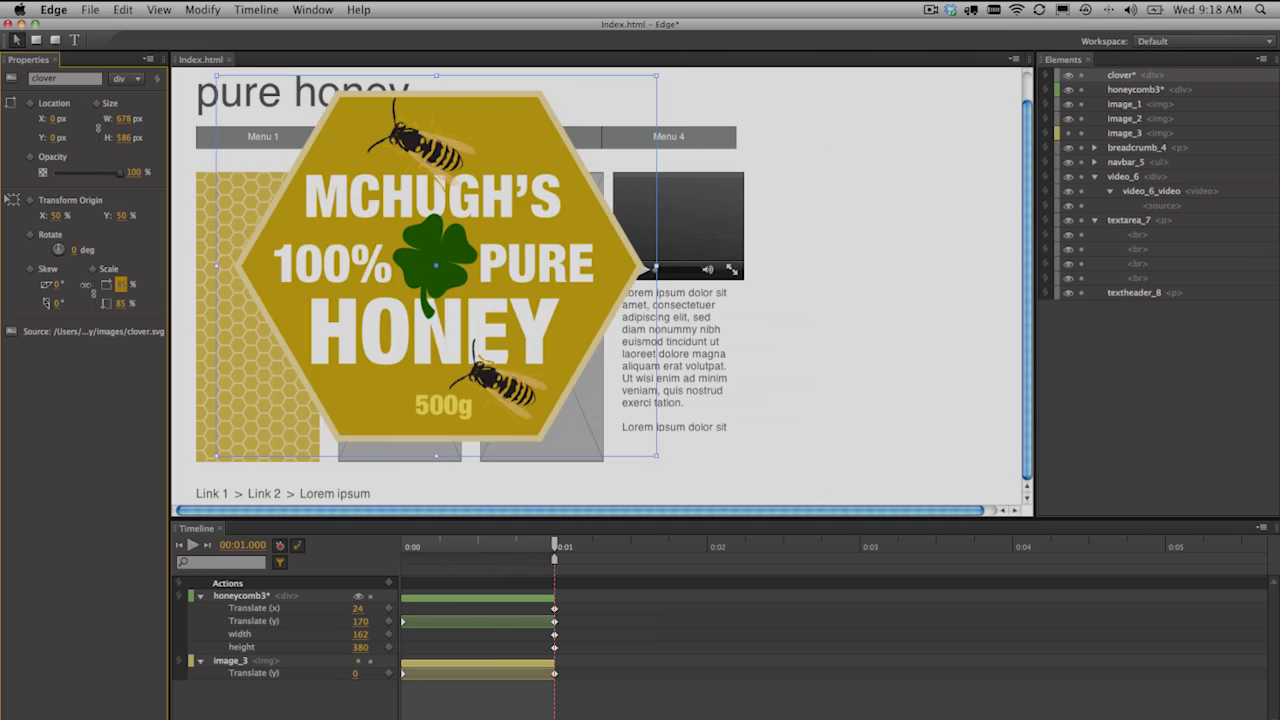 Edge File Edit View Modify Timeline Window Help Wed 9:18 AM
Index.html – Edge*
T Workspace: Default
Properties × Index.html × Elements ×
clover div
Location Size
X: 0 px W: 678 px
Y: 0 px H: 586 px
Opacity
100 %
Transform Origin
X: 50 % Y: 50 %
Rotate
0 deg
Skew Scale
0° 85 %
0° 85 %
Source: /Users/...y/images/clover.svg
pure honey
Menu 1
Menu 4
MCHUGH'S
100% PURE
HONEY
500g
Lorem ipsum dolor sit
amet, consectetuer
adipiscing elit, sed
diam nonummy nibh
euismod tincidunt ut
laoreet dolore magna
aliquam erat volutpat.
Ut wisi enim ad minim
veniam, quis nostrud
exerci tation.
Lorem ipsum dolor sit
Link 1 > Link 2 > Lorem ipsum
clover* <div>
honeycomb3* <div>
image_1 <img>
image_2 <img>
image_3 <img>
breadcrumb_4 <p>
navbar_5 <ul>
video_6 <div>
video_6_video <video>
<source>
textarea_7 <p>
<br>
<br>
<br>
<br>
textheader_8 <p>
Timeline ×
00:01.000 0:00 0:01 0:02 0:03 0:04 0:05
Actions
honeycomb3* <div>
Translate (x) 24
Translate (y) 170
width 162
height 380
image_3 <img>
Translate (y) 0